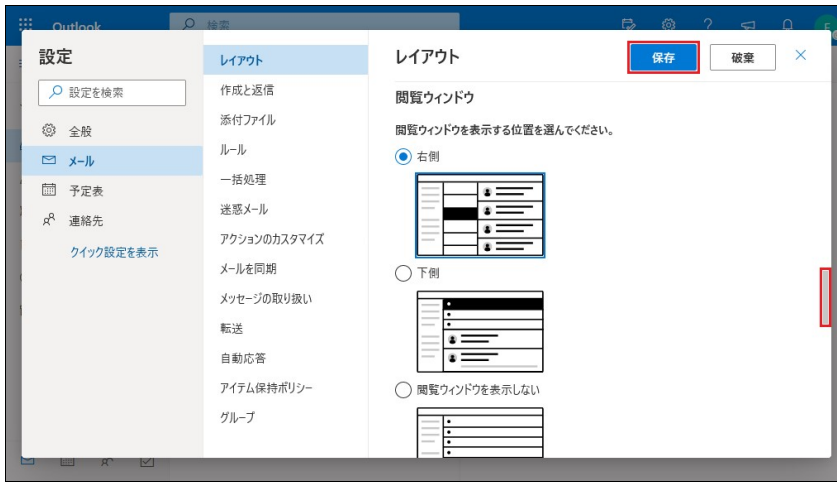 Outlook
検索
設定
設定を検索
全般
メール
予定表
連絡先
クイック設定を表示
レイアウト
作成と返信
添付ファイル
ルール
一括処理
迷惑メール
アクションのカスタマイズ
メールを同期
メッセージの取り扱い
転送
自動応答
アイテム保持ポリシー
グループ
レイアウト
保存
破棄
閲覧ウィンドウ
閲覧ウィンドウを表示する位置を選んでください。
右側
下側
閲覧ウィンドウを表示しない